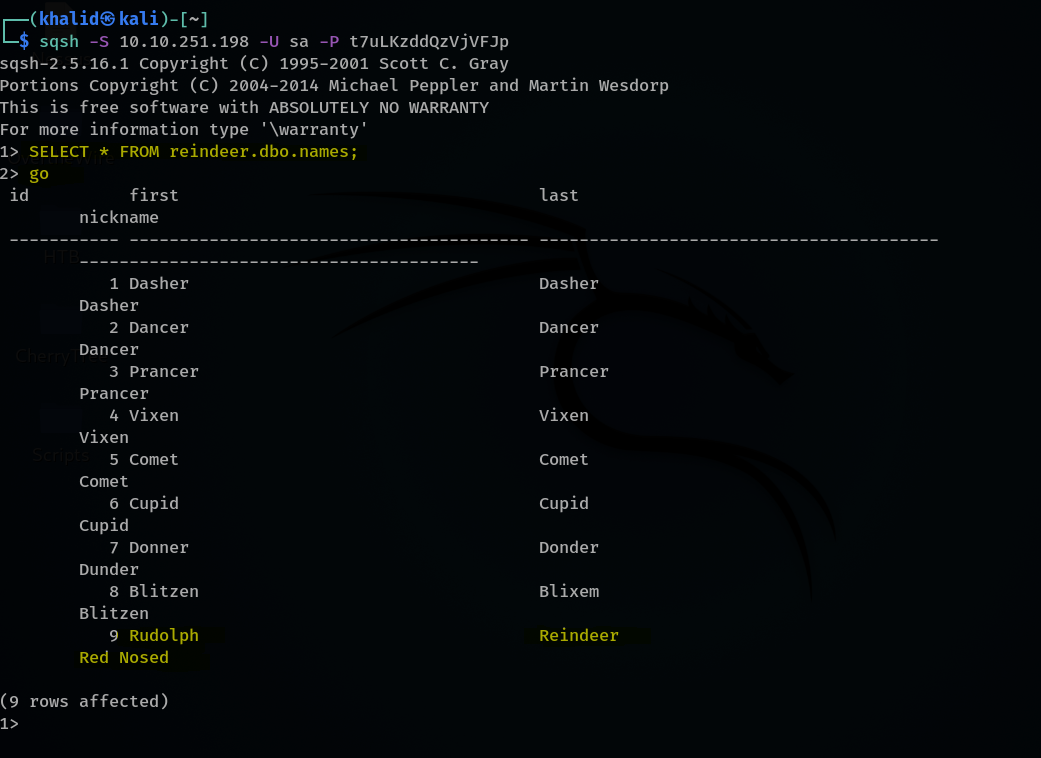 (khalid㉿kali)-[~]
$ sqsh -S 10.10.251.198 -U sa -P t7uLKzddQzVjVFJp
sqsh-2.5.16.1 Copyright (C) 1995-2001 Scott C. Gray
Portions Copyright (C) 2004-2014 Michael Peppler and Martin Wesdorp
This is free software with ABSOLUTELY NO WARRANTY
For more information type '\warranty'
1> SELECT * FROM reindeer.dbo.names;
2> go
id first last
nickname
----------- ---------------------------------------- ----------------------------------------
----------------------------------------
1 Dasher Dasher
Dasher
2 Dancer Dancer
Dancer
3 Prancer Prancer
Prancer
4 Vixen Vixen
Vixen
5 Comet Comet
Comet
6 Cupid Cupid
Cupid
7 Donner Donder
Dunder
8 Blitzen Blixem
Blitzen
9 Rudolph Reindeer
Red Nosed
(9 rows affected)
1>
HTB
Scripts